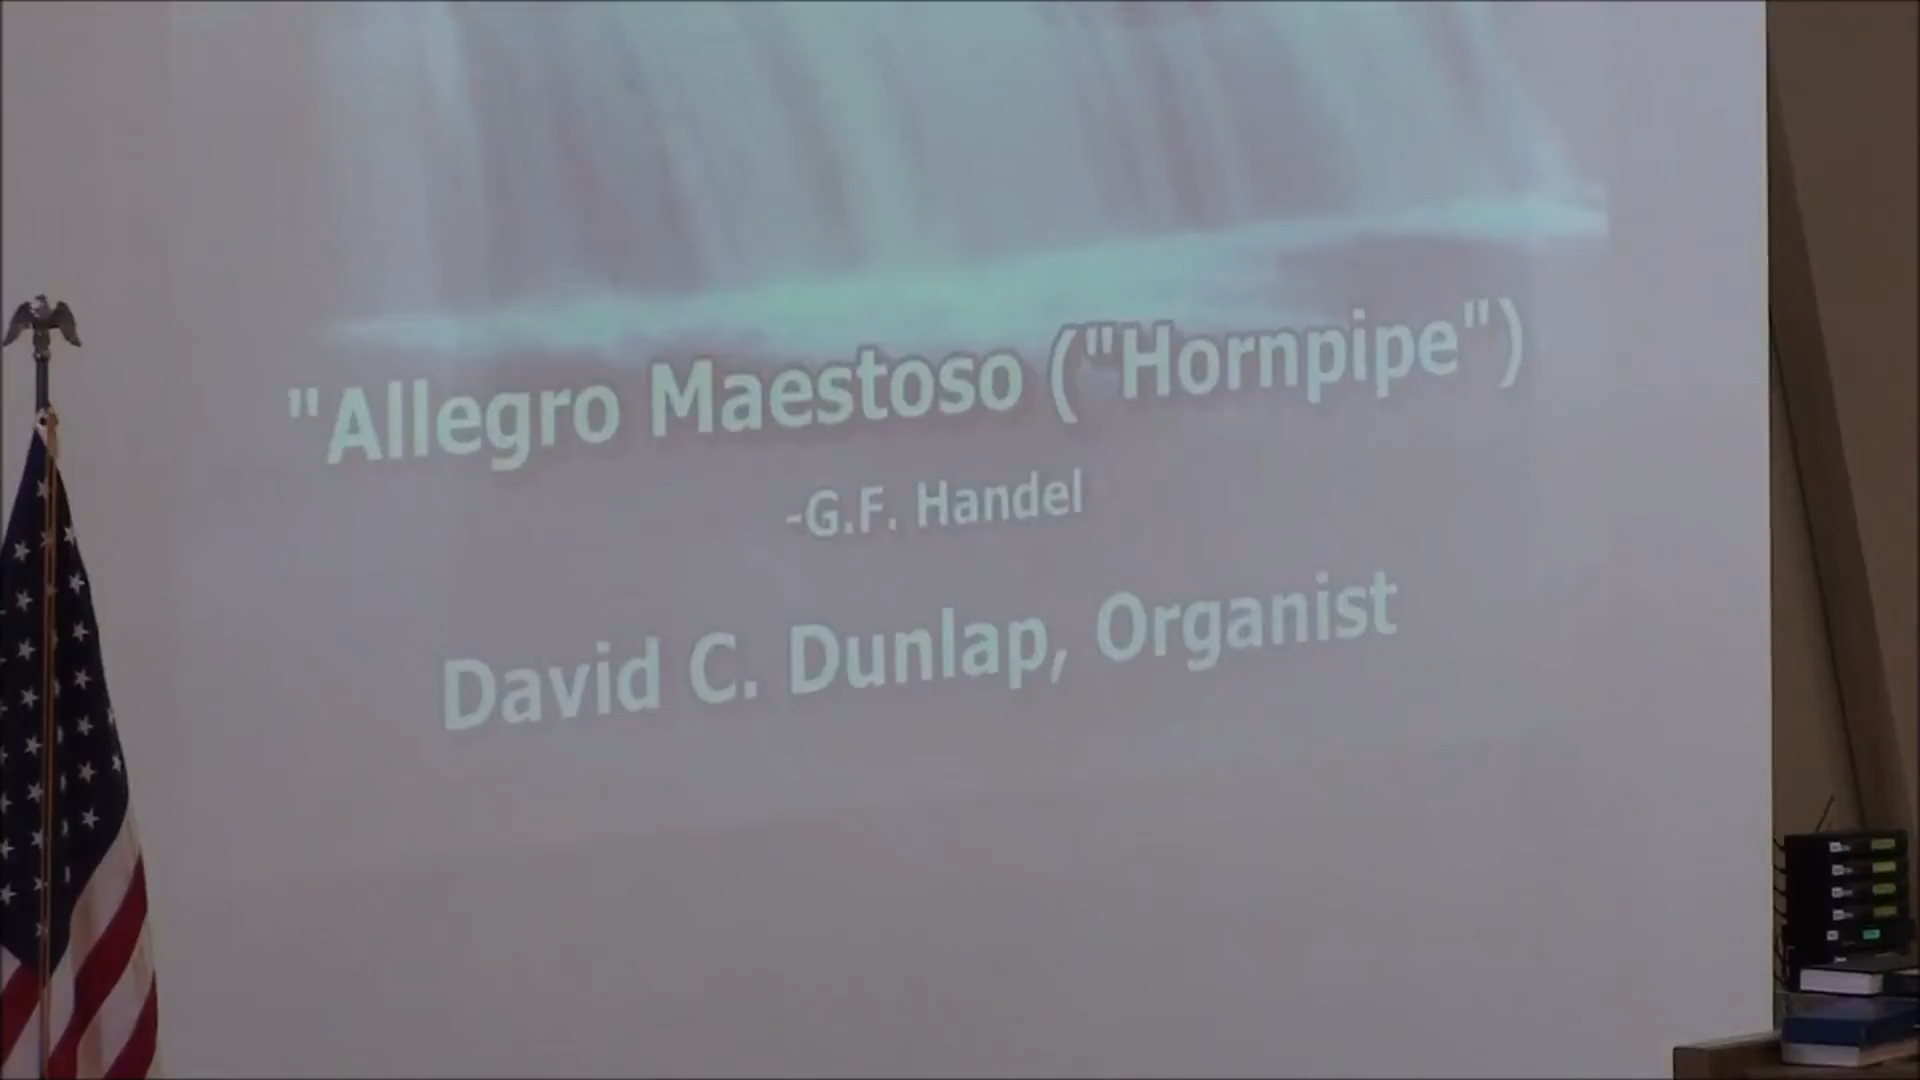 "Allegro Maestoso ("Hornpipe")
-G.F. Handel
David C. Dunlap, Organist